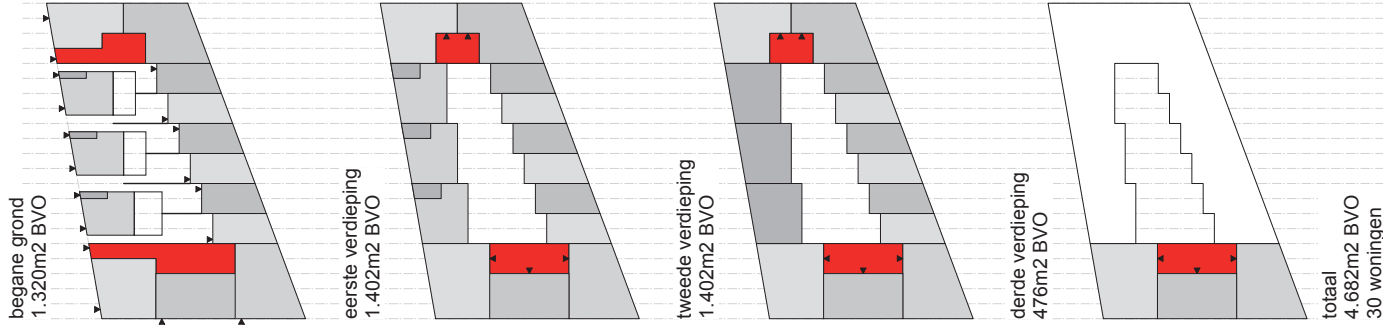 begane grond
1.320m2 BVO
eerste verdieping
1.402m2 BVO
tweede verdieping
1.402m2 BVO
derde verdieping
476m2 BVO
totaal
4.682m2 BVO
30 woningen